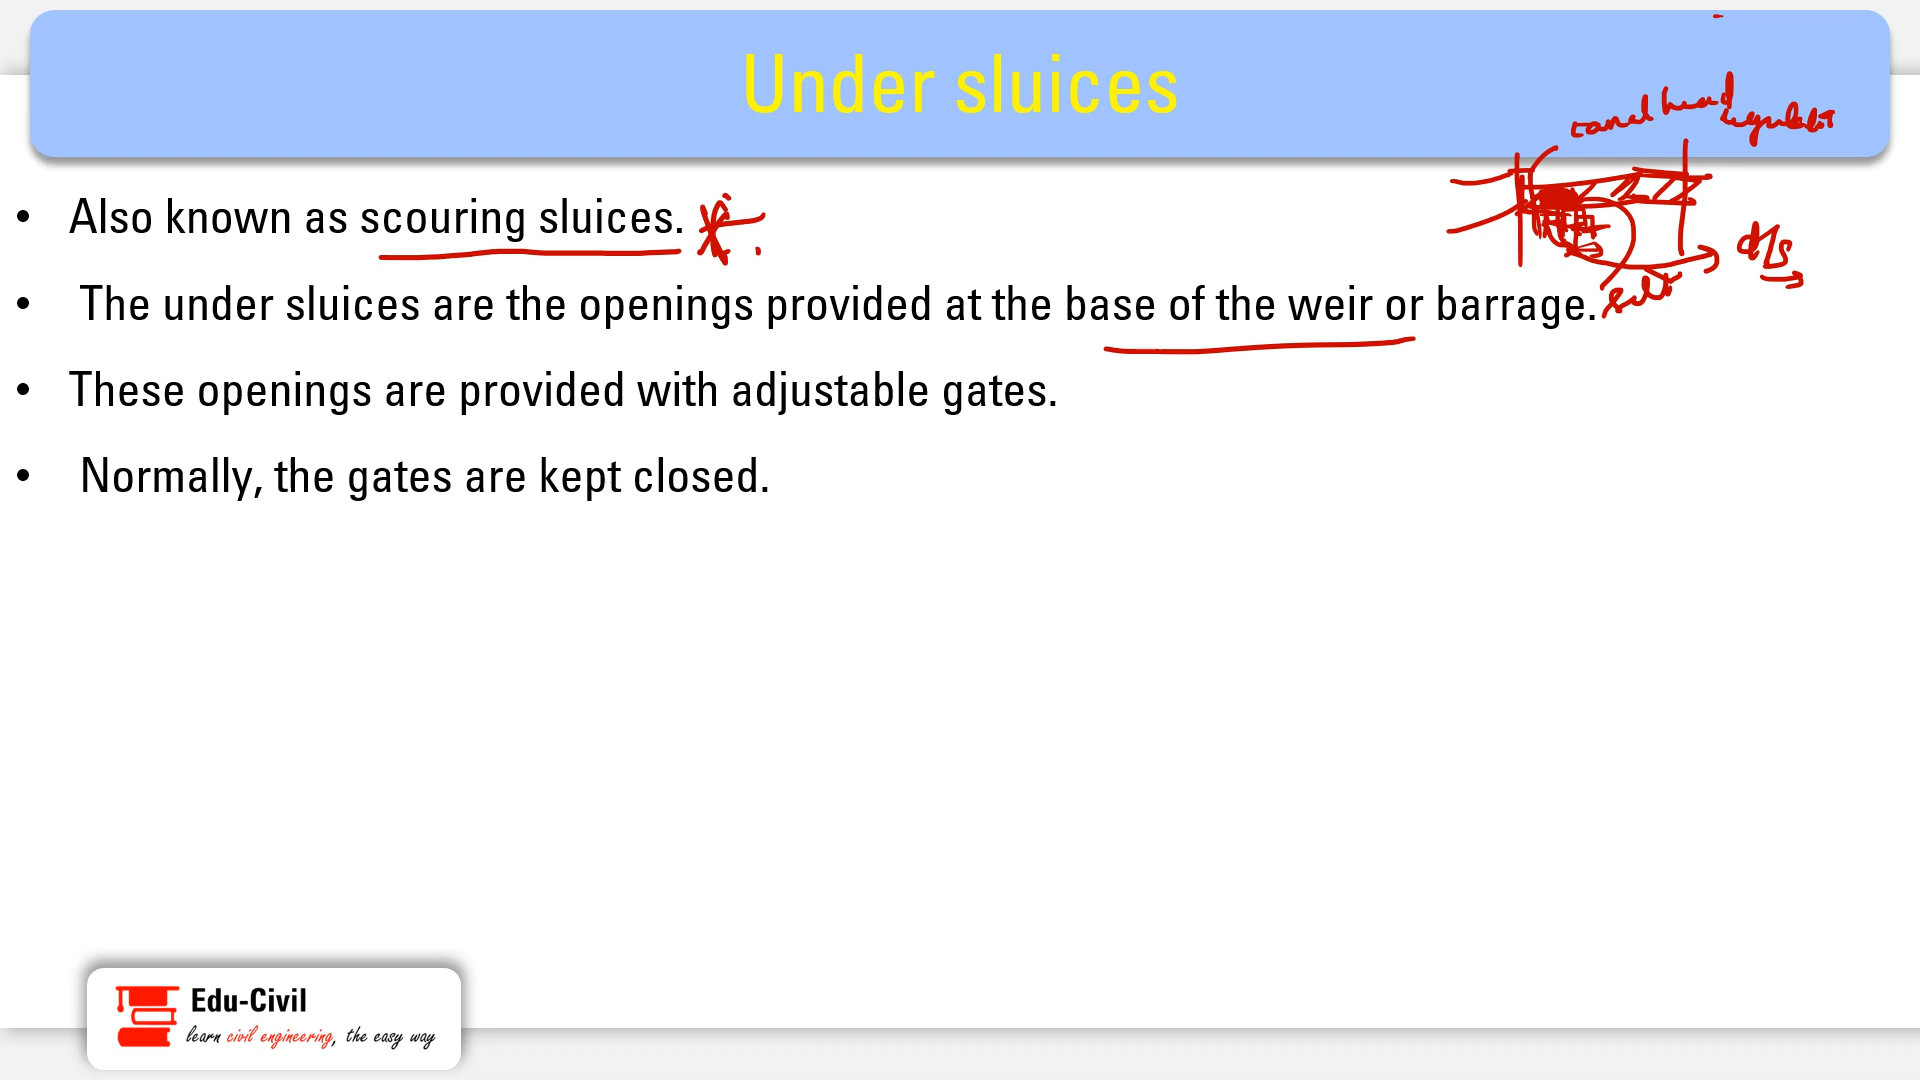 Under sluices
canal head
regulator
• Also known as scouring sluices.
d/s
silt
• The under sluices are the openings provided at the base of the weir or barrage.
• These openings are provided with adjustable gates.
• Normally, the gates are kept closed.
Edu-Civil
learn civil engineering, the easy way